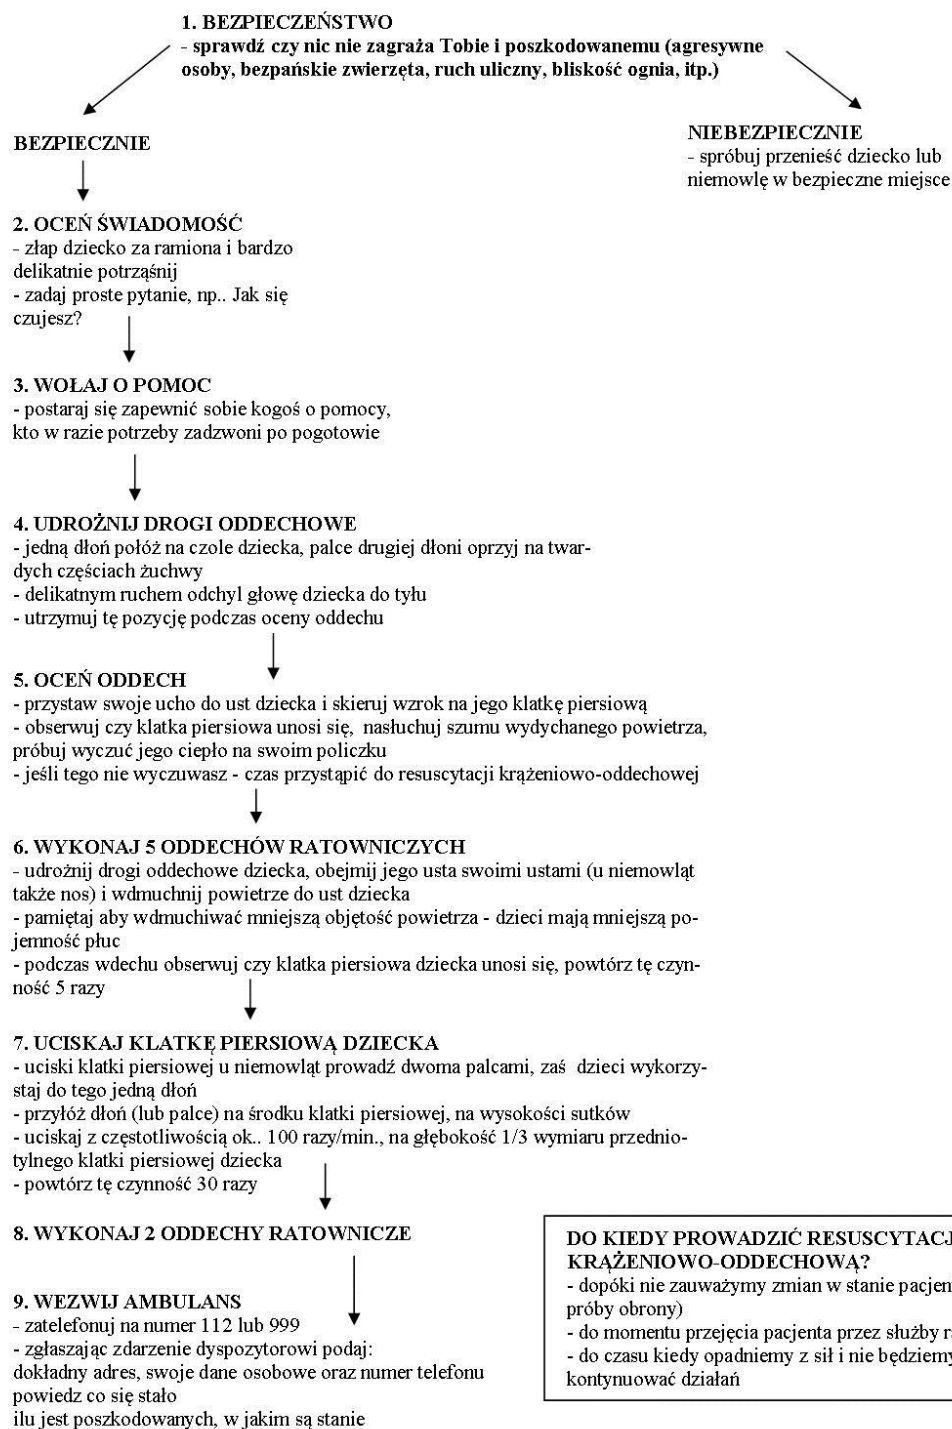 1. BEZPIECZEŃSTWO
- sprawdź czy nic nie zagraża Tobie i poszkodowanemu (agresywne
osoby, bezpańskie zwierzęta, ruch uliczny, bliskość ognia, itp.)
BEZPIECZNIE
NIEBEZPIECZNIE
- spróbuj przenieść dziecko lub
niemowlę w bezpieczne miejsce
2. OCEŃ ŚWIADOMOŚĆ
- złap dziecko za ramiona i bardzo
delikatnie potrząśnij
- zadaj proste pytanie, np.. Jak się
czujesz?
3. WOŁAJ O POMOC
- postaraj się zapewnić sobie kogoś o pomocy,
kto w razie potrzeby zadzwoni po pogotowie
4. UDROŻNIJ DROGI ODDECHOWE
- jedną dłoń połóż na czole dziecka, palce drugiej dłoni oprzyj na twar-
dych częściach żuchwy
- delikatnym ruchem odchyl głowę dziecka do tyłu
- utrzymuj tę pozycję podczas oceny oddechu
5. OCEŃ ODDECH
- przystaw swoje ucho do ust dziecka i skieruj wzrok na jego klatkę piersiową
- obserwuj czy klatka piersiowa unosi się, nasłuchuj szumu wydychanego powietrza,
próbuj wyczuć jego ciepło na swoim policzku
- jeśli tego nie wyczuwasz - czas przystąpić do resuscytacji krążeniowo-oddechowej
6. WYKONAJ 5 ODDECHÓW RATOWNICZYCH
- udrożnij drogi oddechowe dziecka, obejmij jego usta swoimi ustami (u niemowląt
także nos) i wdmuchnij powietrze do ust dziecka
- pamiętaj aby wdmuchiwać mniejszą objętość powietrza - dzieci mają mniejszą po-
jemność płuc
- podczas wdechu obserwuj czy klatka piersiowa dziecka unosi się, powtórz tę czyn-
ność 5 razy
7. UCISKAJ KLATKĘ PIERSIOWĄ DZIECKA
- uciski klatki piersiowej u niemowląt prowadź dwoma palcami, zaś dzieci wykorzy-
staj do tego jedną dłoń
- przyłóż dłoń (lub palce) na środku klatki piersiowej, na wysokości sutków
- uciskaj z częstotliwością ok.. 100 razy/min., na głębokość 1/3 wymiaru przednio-
tylnego klatki piersiowej dziecka
- powtórz tę czynność 30 razy
8. WYKONAJ 2 ODDECHY RATOWNICZE
9. WEZWIJ AMBULANS
- zatelefonuj na numer 112 lub 999
- zgłaszając zdarzenie dyspozytorowi podaj:
dokładny adres, swoje dane osobowe oraz numer telefonu
powiedz co się stało
ilu jest poszkodowanych, w jakim są stanie
DO KIEDY PROWADZIĆ
KRĄŻENIOWO-ODDECHOWĄ?
- dopóki nie zauważymy zmian w stanie
próby obrony)
- do momentu przejęcia pacjenta przez służby
- do czasu kiedy opadniemy z sił i nie będziemy
kontynuować działań